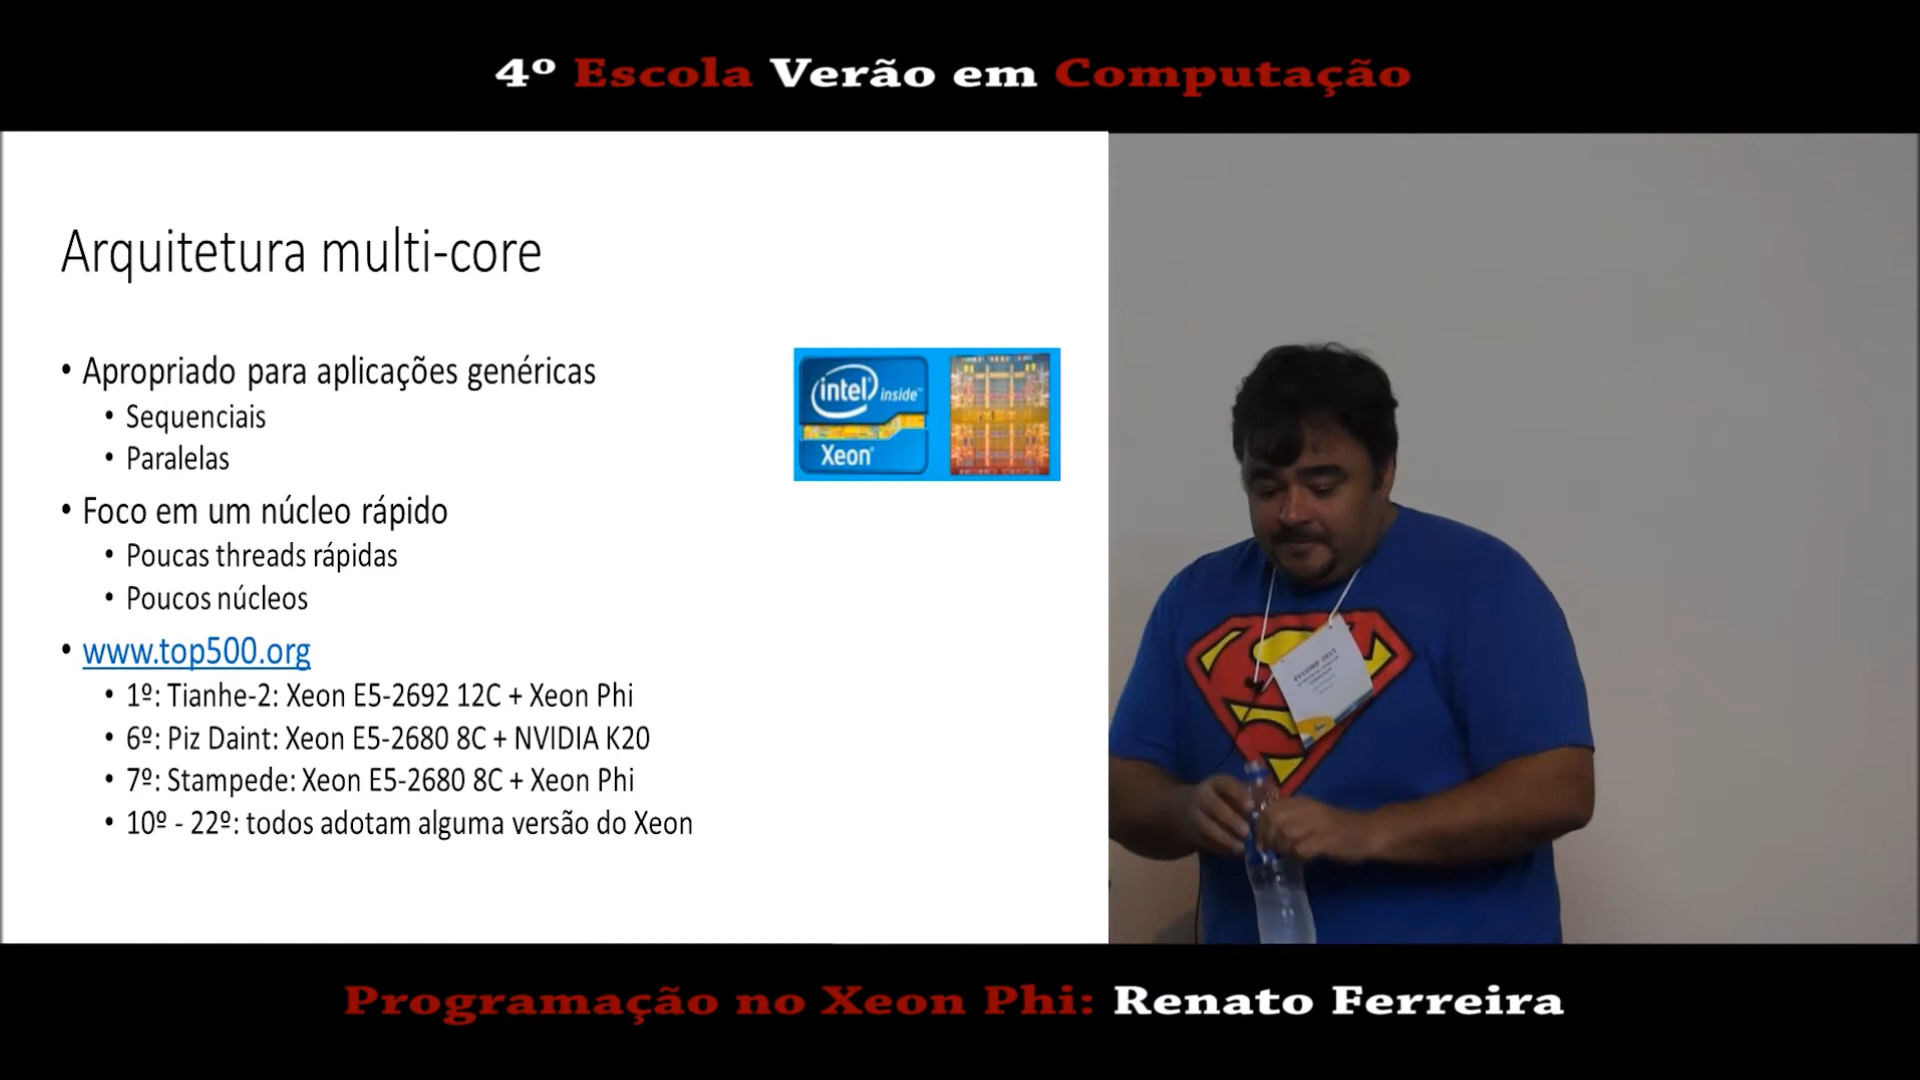 4º Escola Verão em Computação
Arquitetura multi-core
• Apropriado para aplicações genéricas
• Sequenciais
• Paralelas
• Foco em um núcleo rápido
• Poucas threads rápidas
• Poucos núcleos
• www.top500.org
• 1º: Tianhe-2: Xeon E5-2692 12C + Xeon Phi
• 6º: Piz Daint: Xeon E5-2680 8C + NVIDIA K20
• 7º: Stampede: Xeon E5-2680 8C + Xeon Phi
• 10º - 22º: todos adotam alguma versão do Xeon
intel inside™
Xeon®
Programação no Xeon Phi: Renato Ferreira